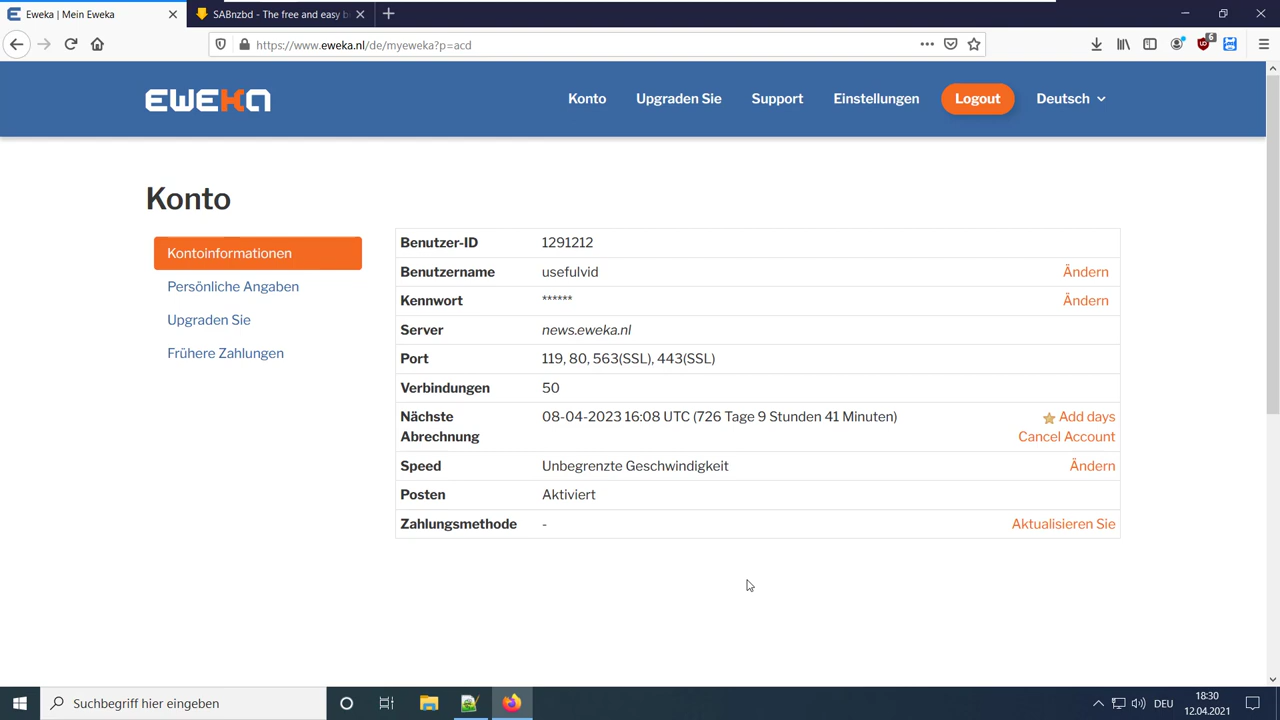 Eweka | Mein Eweka
SABnzbd - The free and easy b
https://www.eweka.nl/de/myeweka?p=acd
6
EWEKA
Konto
Upgraden Sie
Support
Einstellungen
Logout
Deutsch
Konto
Kontoinformationen
Persönliche Angaben
Upgraden Sie
Frühere Zahlungen
Benutzer-ID 1291212
Benutzername usefulvid Ändern
Kennwort ****** Ändern
Server news.eweka.nl
Port 119, 80, 563(SSL), 443(SSL)
Verbindungen 50
Nächste 08-04-2023 16:08 UTC (726 Tage 9 Stunden 41 Minuten) Add days
Abrechnung Cancel Account
Speed Unbegrenzte Geschwindigkeit Ändern
Posten Aktiviert
Zahlungsmethode - Aktualisieren Sie
Suchbegriff hier eingeben
DEU
18:30
12.04.2021